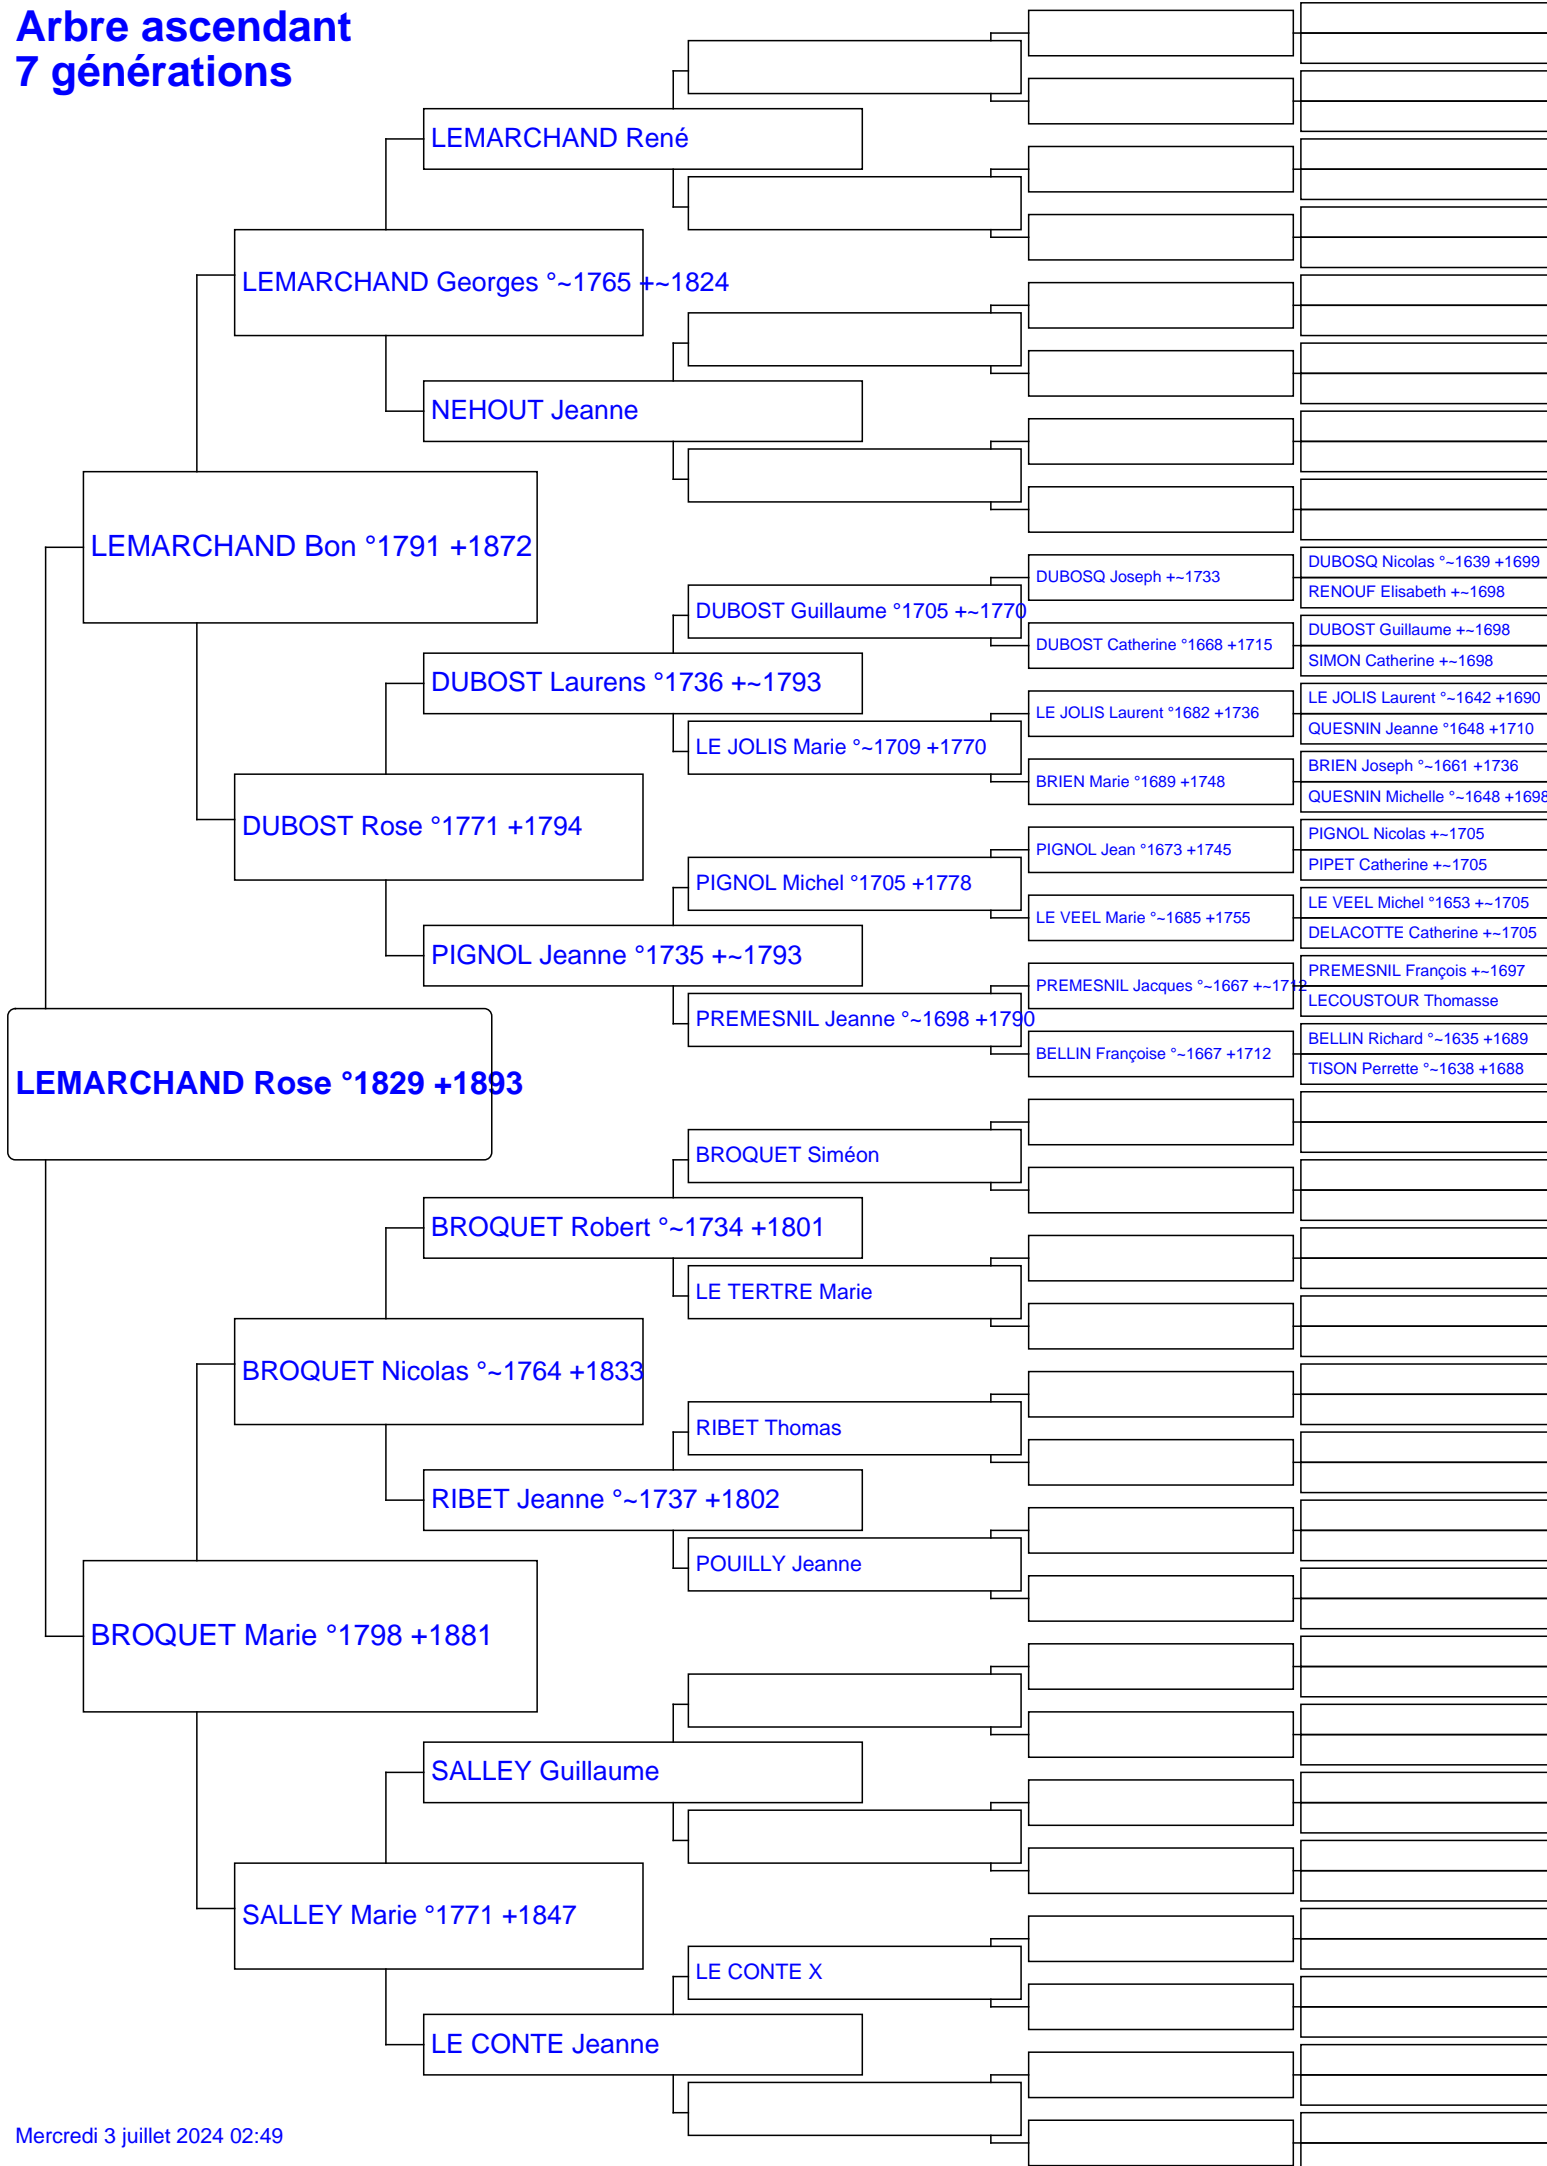 Arbre ascendant
7 générations
LEMARCHAND René
LEMARCHAND Georges °~1765 +~1824
NEHOUT Jeanne
LEMARCHAND Bon °1791 +1872
DUBOSQ Nicolas °~1639 +1699
DUBOSQ Joseph +~1733
RENOUF Elisabeth +~1698
DUBOST Guillaume °1705 +~1770
DUBOST Guillaume +~1698
DUBOST Catherine °1668 +1715
SIMON Catherine +~1698
DUBOST Laurens °1736 +~1793
LE JOLIS Laurent °~1642 +1690
LE JOLIS Laurent °1682 +1736
QUESNIN Jeanne °1648 +1710
LE JOLIS Marie °~1709 +1770
BRIEN Joseph °~1661 +1736
BRIEN Marie °1689 +1748
QUESNIN Michelle °~1648 +1698
DUBOST Rose °1771 +1794
PIGNOL Nicolas +~1705
PIGNOL Jean °1673 +1745
PIPET Catherine +~1705
PIGNOL Michel °1705 +1778
LE VEEL Michel °1653 +~1705
LE VEEL Marie °~1685 +1755
DELACOTTE Catherine +~1705
PIGNOL Jeanne °1735 +~1793
PREMESNIL François +~1697
PREMESNIL Jacques °~1667 +~1712
LECOUSTOUR Thomasse
PREMESNIL Jeanne °~1698 +1790
BELLIN Richard °~1635 +1689
BELLIN Françoise °~1667 +1712
TISON Perrette °~1638 +1688
LEMARCHAND Rose °1829 +1893
BROQUET Siméon
BROQUET Robert °~1734 +1801
LE TERTRE Marie
BROQUET Nicolas °~1764 +1833
RIBET Thomas
RIBET Jeanne °~1737 +1802
POUILLY Jeanne
BROQUET Marie °1798 +1881
SALLEY Guillaume
SALLEY Marie °1771 +1847
LE CONTE X
LE CONTE Jeanne
Mercredi 3 juillet 2024 02:49